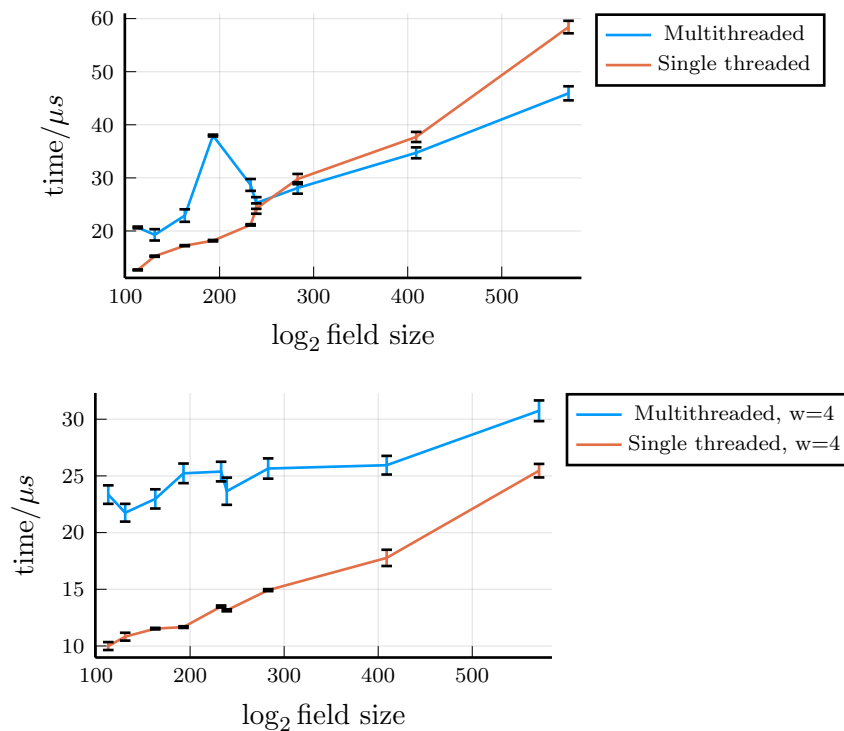 60
50
40
30
20
time/μs
100
200
300
400
500
log₂ field size
Multithreaded
Single threaded
30
25
20
15
10
time/μs
100
200
300
400
500
log₂ field size
Multithreaded, w=4
Single threaded, w=4